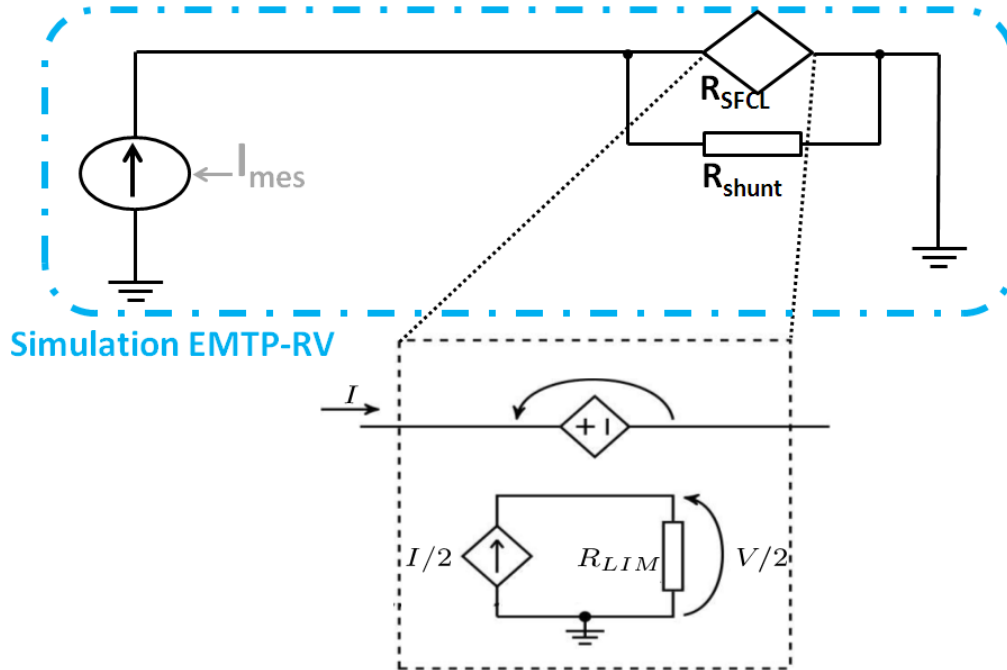 R_SFCL
I_mes
R_shunt
Simulation EMTP-RV
I
+ I
I/2
R_LIM
V/2